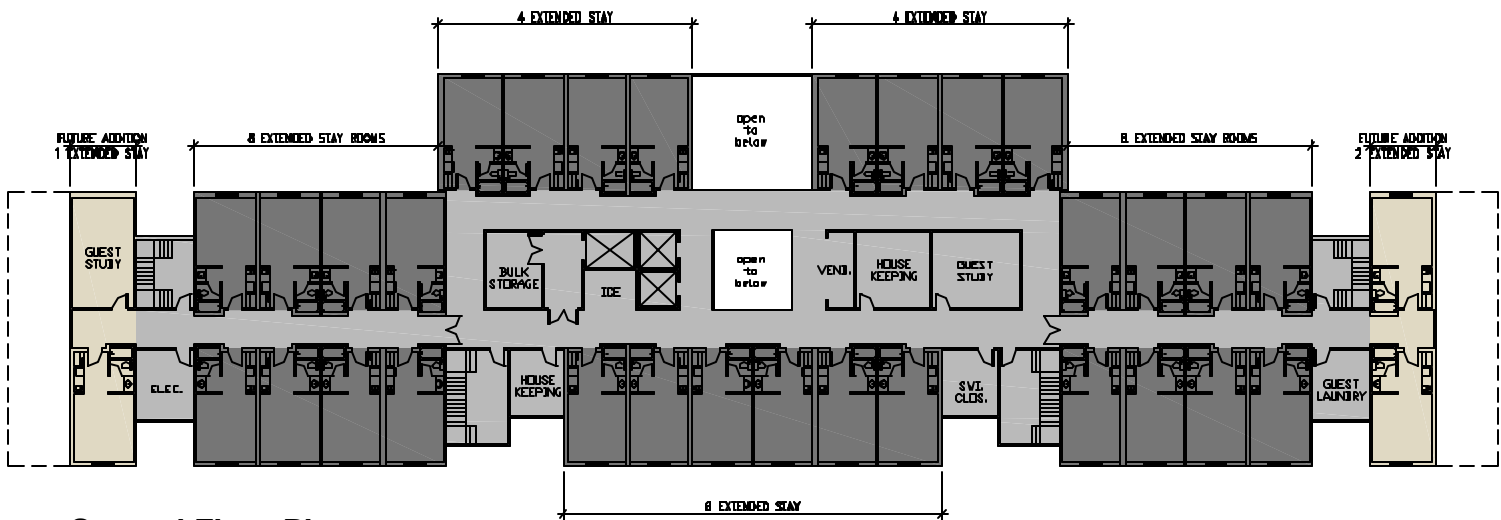 4 EXTENDED STAY
4 EXTENDED STAY
FUTURE ADDITION
1 EXTENDED STAY
8 EXTENDED STAY ROOMS
8 EXTENDED STAY ROOMS
FUTURE ADDITION
2 EXTENDED STAY
open
to
below
GUEST
STUDY
BULK
STORAGE
ICE
open
to
below
VEND.
HOUSE
KEEPING
GUEST
STUDY
ELEC.
HOUSE
KEEPING
SWI.
CLOS.
GUEST
LAUNDRY
6 EXTENDED STAY